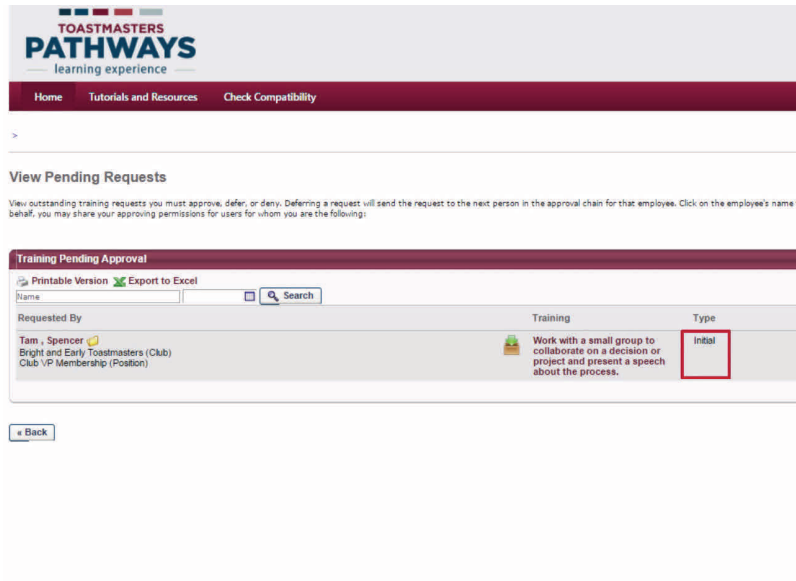 TOASTMASTERS
PATHWAYS
learning experience
Home Tutorials and Resources Check Compatibility
>
View Pending Requests
View outstanding training requests you must approve, defer, or deny. Deferring a request will send the request to the next person in the approval chain for that employee. Click on the employee's name
behalf, you may share your approving permissions for users for whom you are the following:
Training Pending Approval
Printable Version Export to Excel
Name Search
Requested By Training Type
Tam , Spencer Work with a small group to Initial
Bright and Early Toastmasters (Club) collaborate on a decision or
Club VP Membership (Position) project and present a speech
about the process.
« Back